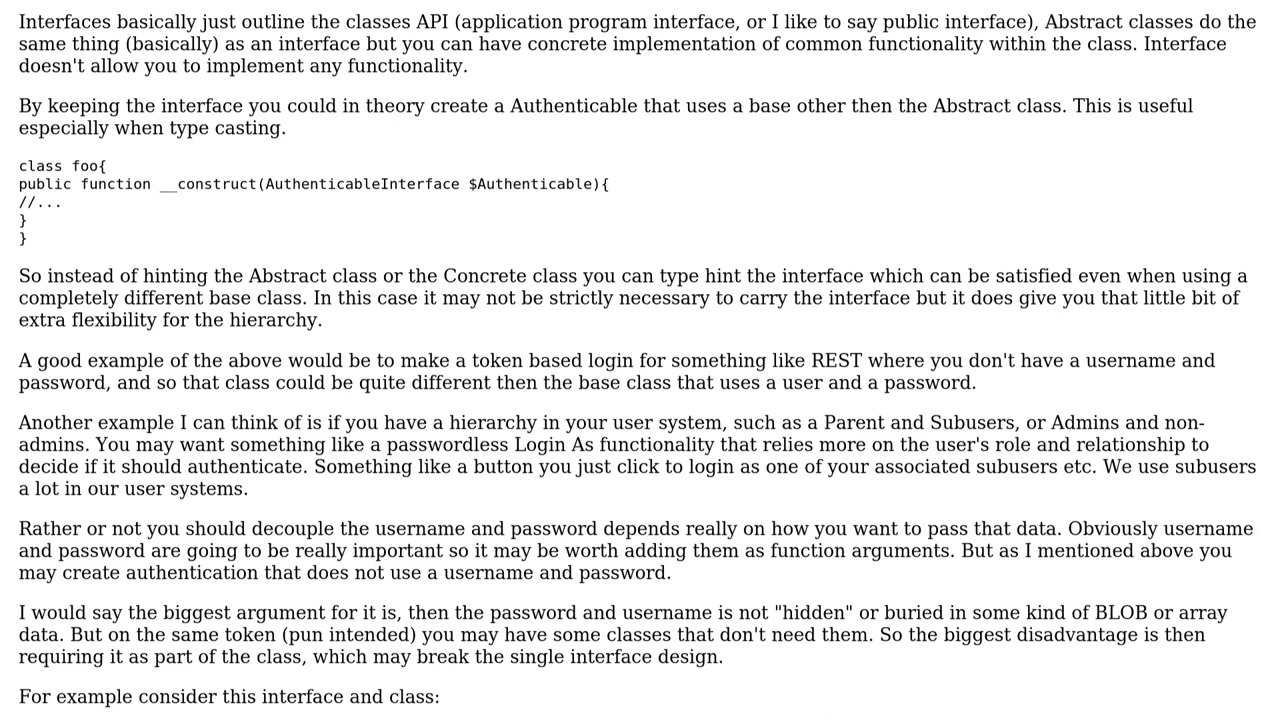 Interfaces basically just outline the classes API (application program interface, or I like to say public interface), Abstract classes do the
same thing (basically) as an interface but you can have concrete implementation of common functionality within the class. Interface
doesn't allow you to implement any functionality.
By keeping the interface you could in theory create a Authenticable that uses a base other then the Abstract class. This is useful
especially when type casting.
class foo{
public function __construct(AuthenticableInterface $Authenticable){
//...
}
}
So instead of hinting the Abstract class or the Concrete class you can type hint the interface which can be satisfied even when using a
completely different base class. In this case it may not be strictly necessary to carry the interface but it does give you that little bit of
extra flexibility for the hierarchy.
A good example of the above would be to make a token based login for something like REST where you don't have a username and
password, and so that class could be quite different then the base class that uses a user and a password.
Another example I can think of is if you have a hierarchy in your user system, such as a Parent and Subusers, or Admins and non-
admins. You may want something like a passwordless Login As functionality that relies more on the user's role and relationship to
decide if it should authenticate. Something like a button you just click to login as one of your associated subusers etc. We use subusers
a lot in our user systems.
Rather or not you should decouple the username and password depends really on how you want to pass that data. Obviously username
and password are going to be really important so it may be worth adding them as function arguments. But as I mentioned above you
may create authentication that does not use a username and password.
I would say the biggest argument for it is, then the password and username is not "hidden" or buried in some kind of BLOB or array
data. But on the same token (pun intended) you may have some classes that don't need them. So the biggest disadvantage is then
requiring it as part of the class, which may break the single interface design.
For example consider this interface and class: